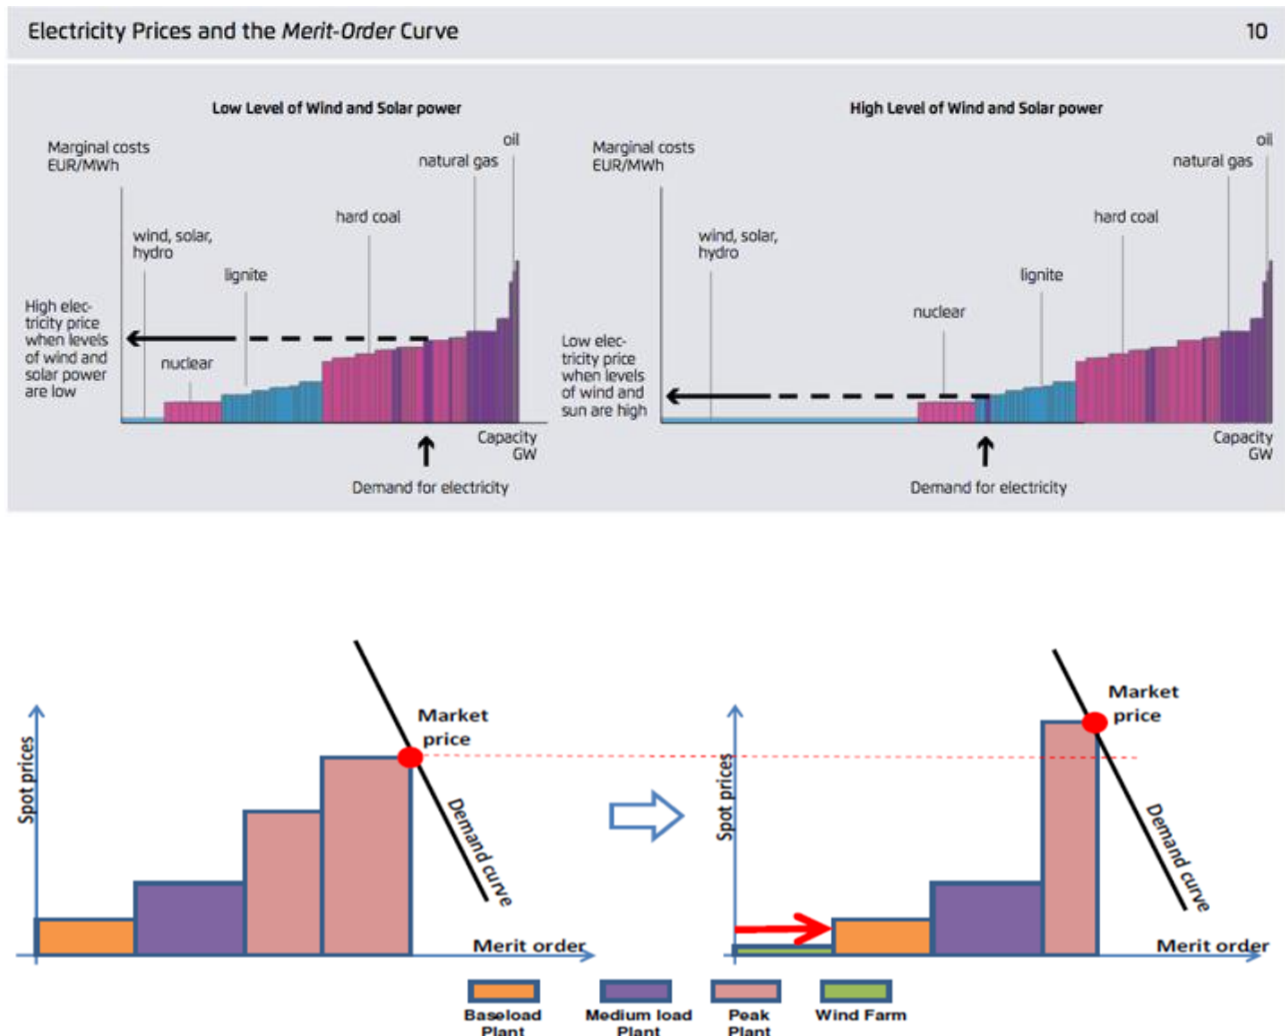 Electricity Prices and the Merit-Order Curve
10
Low Level of Wind and Solar power
Marginal costs
EUR/MWh
oil
natural gas
hard coal
wind, solar,
hydro
lignite
High elec-
tricity price
when levels
of wind and
solar power
are low
nuclear
Capacity
GW
Demand for electricity
High Level of Wind and Solar power
Marginal costs
EUR/MWh
oil
natural gas
hard coal
wind, solar,
hydro
lignite
nuclear
Low elec-
tricity price
when levels
of wind and
sun are high
Capacity
GW
Demand for electricity
Spot prices
Market
price
Demand curve
Merit order
Spot prices
Market
price
Demand curve
Merit order
Baseload
Plant
Medium load
Plant
Peak
Plant
Wind Farm